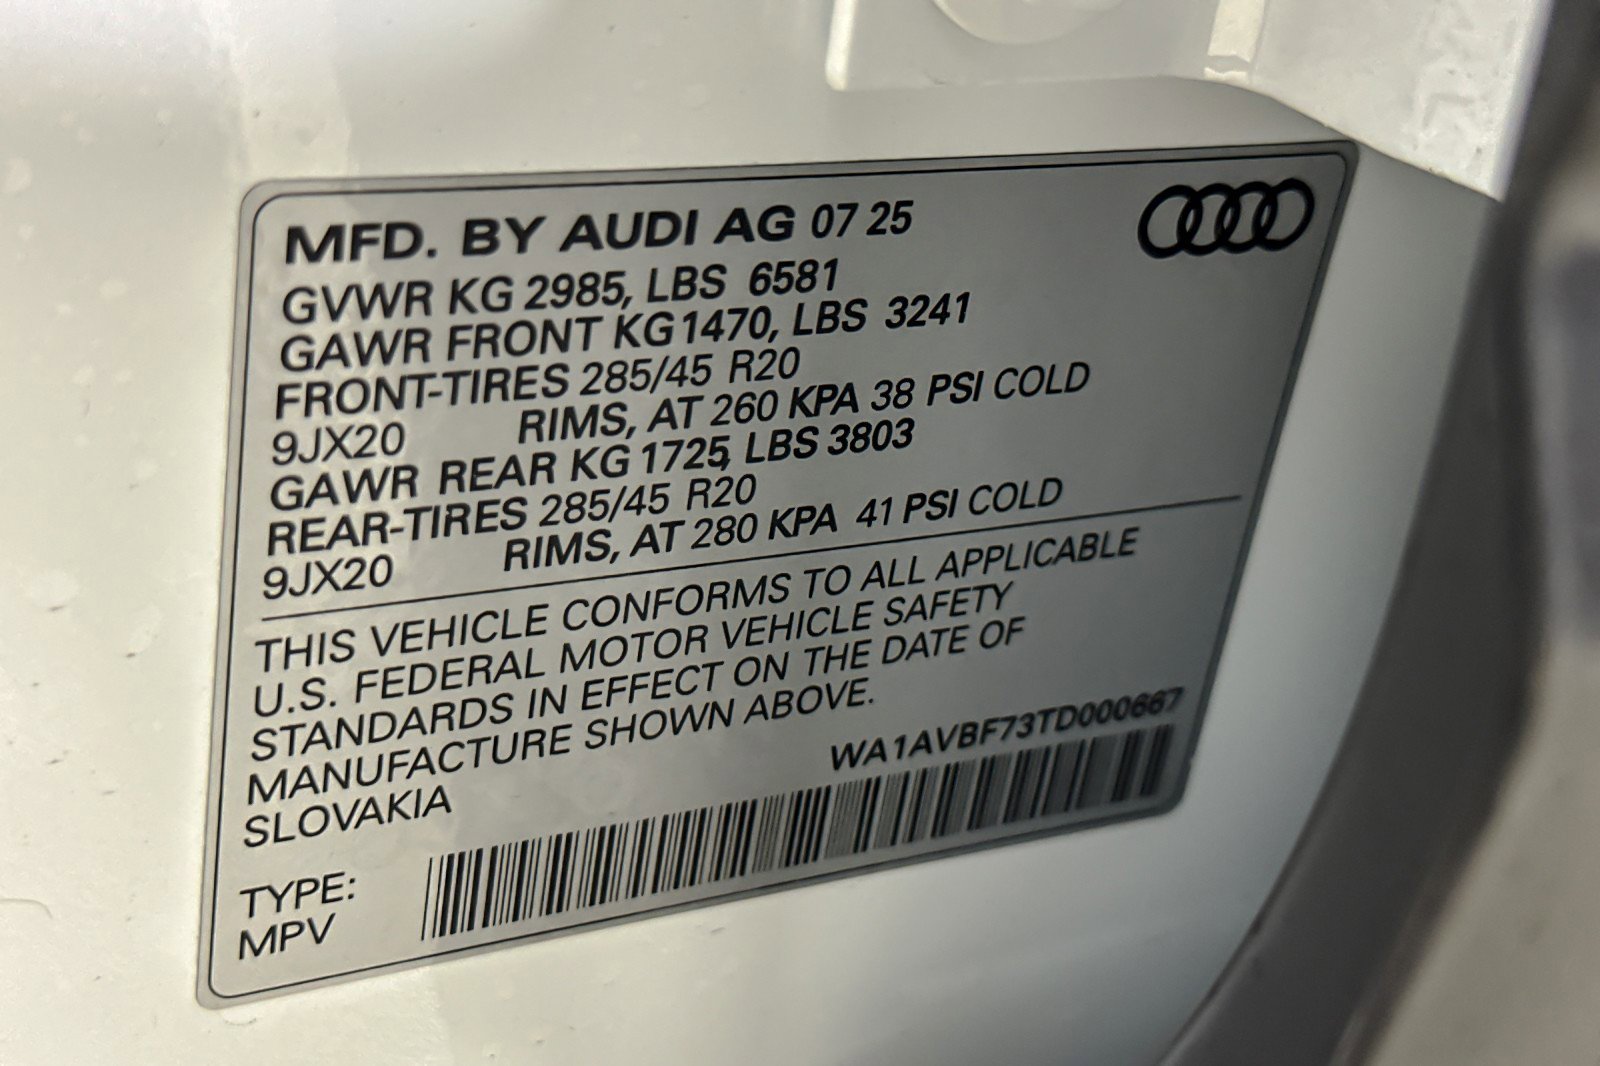 MFD. BY AUDI AG 07 25
GVWR KG 2985, LBS 6581
GAWR FRONT KG 1470, LBS 3241
FRONT-TIRES 285/45 R20
9JX20 RIMS, AT 260 KPA 38 PSI COLD
GAWR REAR KG 1725, LBS 3803
REAR-TIRES 285/45 R20
9JX20 RIMS, AT 280 KPA 41 PSI COLD
THIS VEHICLE CONFORMS TO ALL APPLICABLE
U.S. FEDERAL MOTOR VEHICLE SAFETY
STANDARDS IN EFFECT ON THE DATE OF
MANUFACTURE SHOWN ABOVE.
SLOVAKIA
WA1AVBF73TD000667
TYPE:
MPV